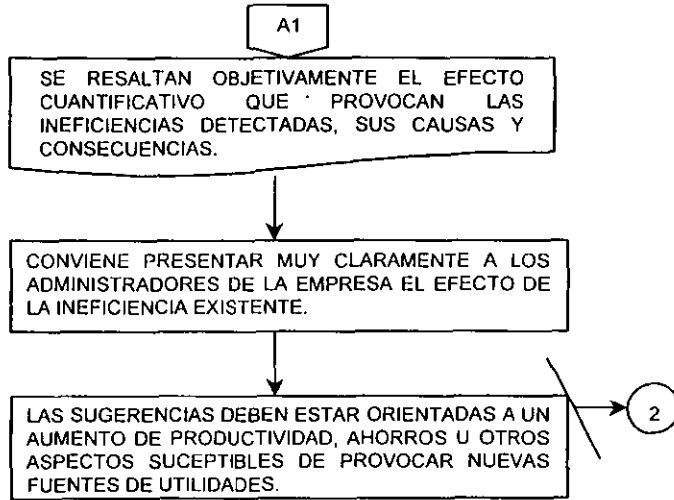 A1
SE RESALTAN OBJETIVAMENTE EL EFECTO
CUANTIFICATIVO QUE PROVOCAN LAS
INEFICIENCIAS DETECTADAS, SUS CAUSAS Y
CONSECUENCIAS.
CONVIENE PRESENTAR MUY CLARAMENTE A LOS
ADMINISTRADORES DE LA EMPRESA EL EFECTO DE
LA INEFICIENCIA EXISTENTE.
LAS SUGERENCIAS DEBEN ESTAR ORIENTADAS A UN
AUMENTO DE PRODUCTIVIDAD, AHORROS U OTROS
ASPECTOS SUCEPTIBLES DE PROVOCAR NUEVAS
FUENTES DE UTILIDADES.
2